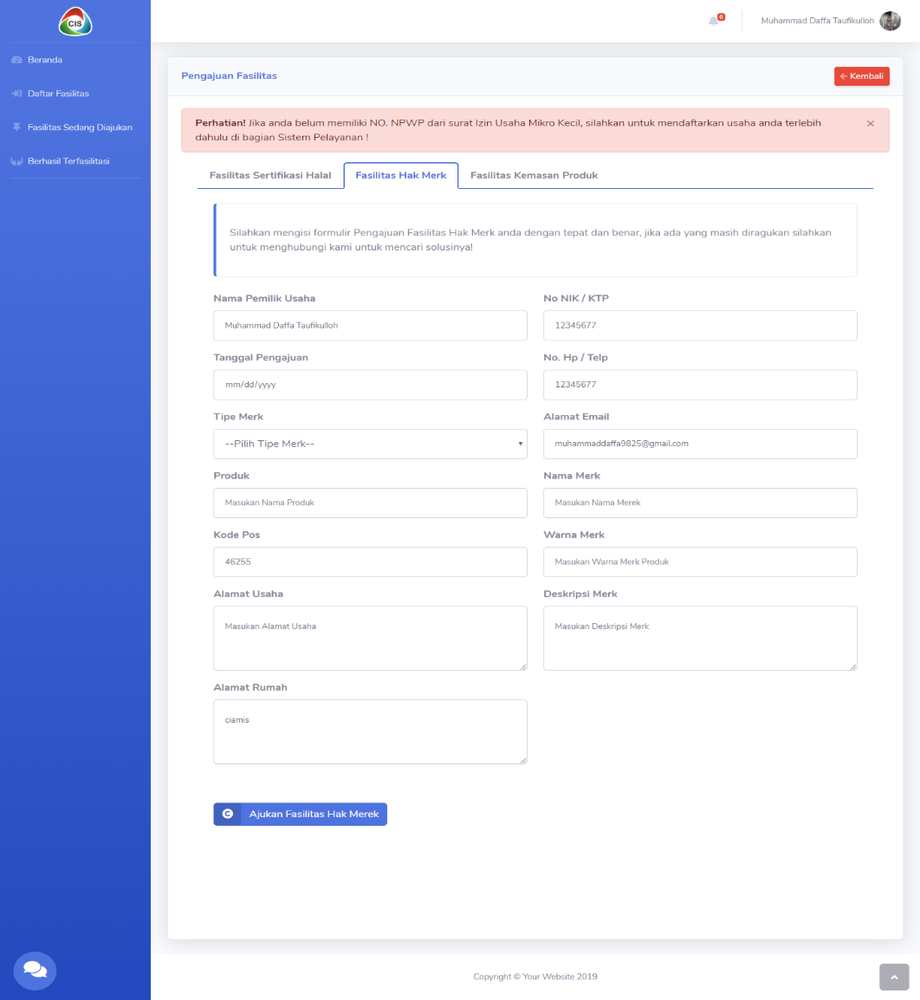 CIS
Beranda
Daftar Fasilitas
Fasilitas Sedang Diajukan
Berhasil Terfasilitasi
0
Muhammad Daffa Taufikulloh
Pengajuan Fasilitas
← Kembali
Perhatian! Jika anda belum memiliki NO. NPWP dari surat Izin Usaha Mikro Kecil, silahkan untuk mendaftarkan usaha anda terlebih
dahulu di bagian Sistem Pelayanan !
×
Fasilitas Sertifikasi Halal
Fasilitas Hak Merk
Fasilitas Kemasan Produk
Silahkan mengisi formulir Pengajuan Fasilitas Hak Merk anda dengan tepat dan benar, jika ada yang masih diragukan silahkan
untuk menghubungi kami untuk mencari solusinya!
Nama Pemilik Usaha
Muhammad Daffa Taufikulloh
No NIK / KTP
12345677
Tanggal Pengajuan
mm/dd/yyyy
No. Hp / Telp
12345677
Tipe Merk
--Pilih Tipe Merk--
Alamat Email
muhammaddaffa9825@gmail.com
Produk
Masukan Nama Produk
Nama Merk
Masukan Nama Merek
Kode Pos
46255
Warna Merk
Masukan Warna Merk Produk
Alamat Usaha
Masukan Alamat Usaha
Deskripsi Merk
Masukan Deskripsi Merk
Alamat Rumah
ciamis
Ajukan Fasilitas Hak Merek
Copyright © Your Website 2019